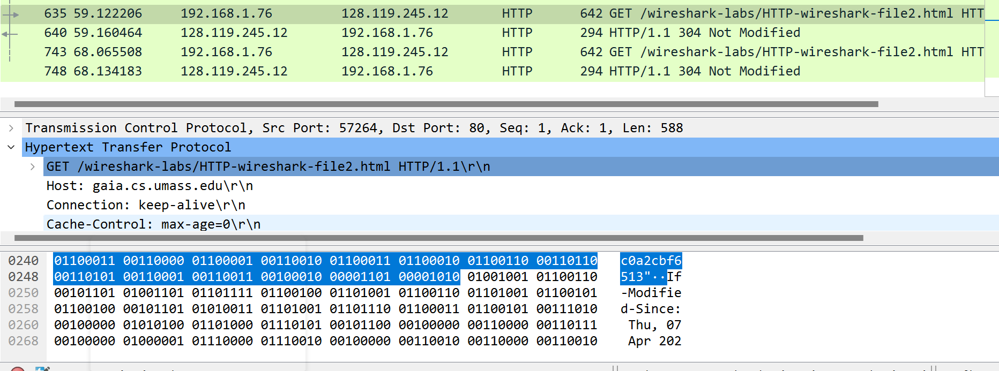 635 59.122206 192.168.1.76 128.119.245.12 HTTP 642 GET /wireshark-labs/HTTP-wireshark-file2.html HTT
640 59.160464 128.119.245.12 192.168.1.76 HTTP 294 HTTP/1.1 304 Not Modified
743 68.065508 192.168.1.76 128.119.245.12 HTTP 642 GET /wireshark-labs/HTTP-wireshark-file2.html HTT
748 68.134183 128.119.245.12 192.168.1.76 HTTP 294 HTTP/1.1 304 Not Modified
Transmission Control Protocol, Src Port: 57264, Dst Port: 80, Seq: 1, Ack: 1, Len: 588
Hypertext Transfer Protocol
GET /wireshark-labs/HTTP-wireshark-file2.html HTTP/1.1\r\n
Host: gaia.cs.umass.edu\r\n
Connection: keep-alive\r\n
Cache-Control: max-age=0\r\n
0240 01100011 00110000 01100001 00110010 01100011 01100010 01100110 00110110 c0a2cbf6
0248 00110101 00110001 00110011 00100010 00001101 00001010 01001001 01100110 513"··If
0250 00101101 01001101 01101111 01100100 01101001 01100110 01101001 01100101 -Modifie
0258 01100100 00101101 01010011 01101001 01101110 01100011 01100101 00111010 d-Since:
0260 00100000 01010100 01101000 01110101 00101100 00100000 00110000 00110111 Thu, 07
0268 00100000 01000001 01110000 01110010 00100000 00110010 00110000 00110010 Apr 202